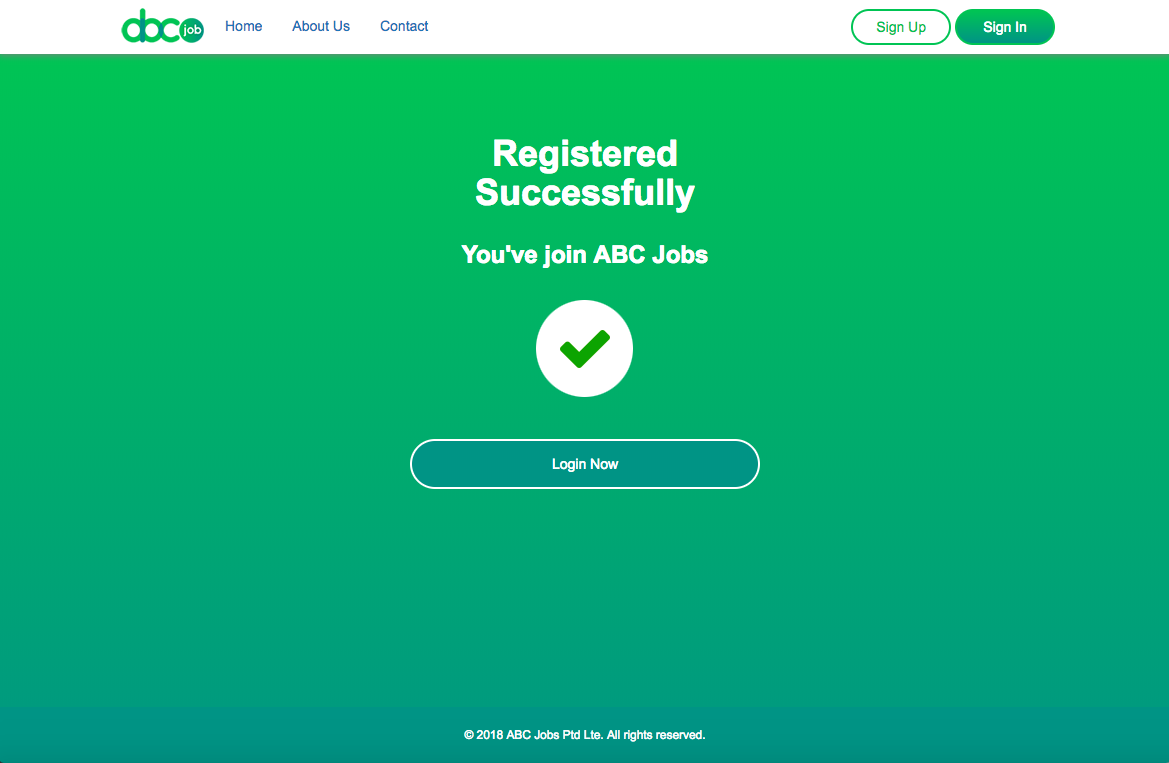 abc job
Home About Us Contact Sign Up Sign In
Registered
Successfully
You've join ABC Jobs
Login Now
© 2018 ABC Jobs Ptd Lte. All rights reserved.